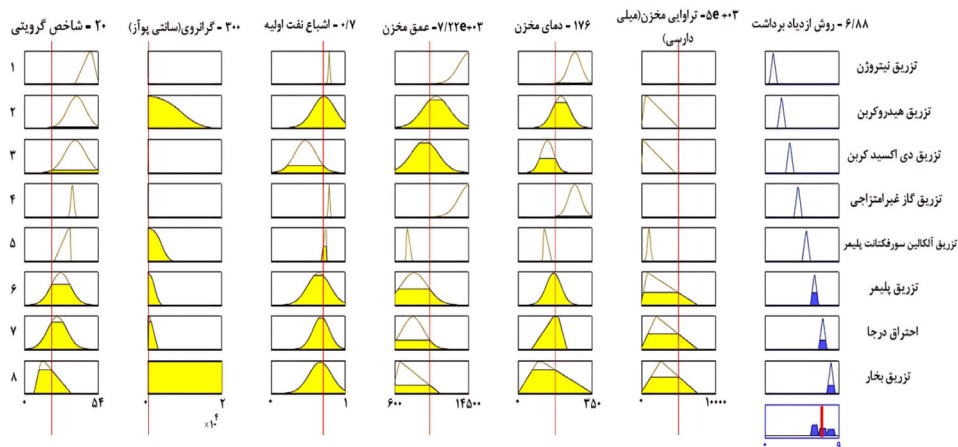 ۲۰ - شاخص گرویتی
۳۰۰ - گرانروی(سانتی پوآز)
۰/۷ - اشباع نفت اولیه
۷/۲۲e+۰۳ - عمق مخزن
۱۷۶ - دمای مخزن
۵e +۰۳ - تراوایی مخزن(میلی دارسی)
۶/۸۸ - روش ازدیاد برداشت
۱ تزریق نیتروژن
۲ تزریق هیدروکربن
۳ تزریق دی اکسید کربن
۴ تزریق گاز غیرامتزاجی
۵ تزریق آلکالین سورفکتانت پلیمر
۶ تزریق پلیمر
۷ احتراق درجا
۸ تزریق بخار
۰ ۵۴
۰ ۲
×۱۰^۴
۰ ۱
۶۰۰ ۱۴۵۰۰
۰ ۳۵۰
۰ ۱۰۰۰۰
۰ ۹